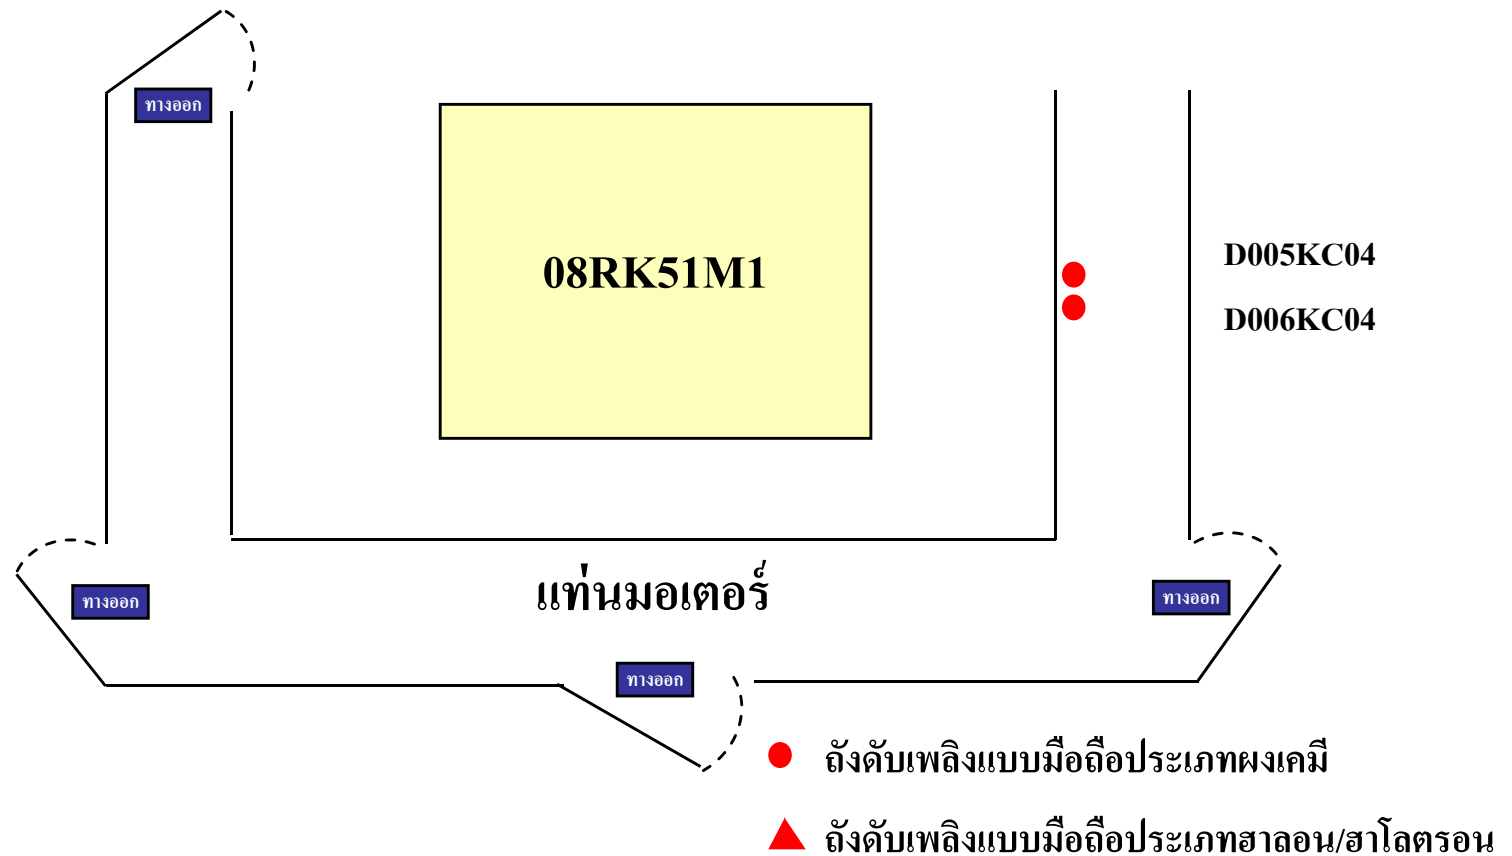 ทางออก
08RK51M1
D005KC04
D006KC04
แท่นมอเตอร์
ทางออก
ทางออก
ทางออก
ถังดับเพลิงแบบมือถือประเภทผงเคมี
ถังดับเพลิงแบบมือถือประเภทฮาลอน/ฮาโลตรอน